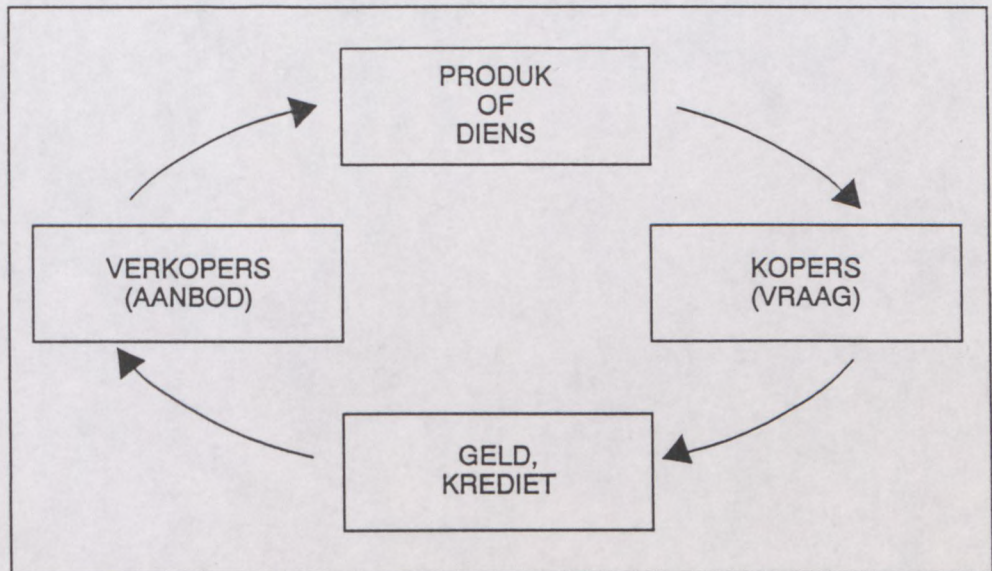 PRODUK
OF
DIENS
VERKOPERS
(AANBOD)
KOPERS
(VRAAG)
GELD,
KREDIET